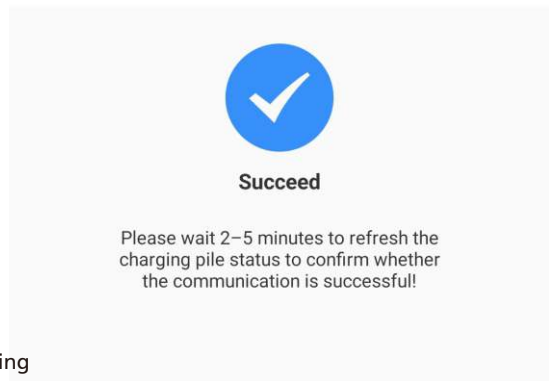 Succeed
Please wait 2–5 minutes to refresh the
charging pile status to confirm whether
the communication is successful!